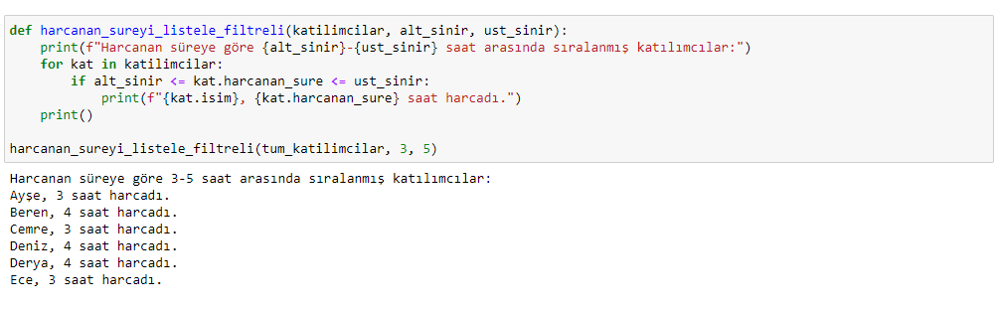 def harcanan_sureyi_listele_filtreli(katilimcilar, alt_sinir, ust_sinir):
    print(f"Harcanan süreye göre {alt_sinir}-{ust_sinir} saat arasında sıralanmış katılımcılar:")
    for kat in katilimcilar:
        if alt_sinir <= kat.harcanan_sure <= ust_sinir:
            print(f"{kat.isim}, {kat.harcanan_sure} saat harcadı.")
    print()
harcanan_sureyi_listele_filtreli(tum_katilimcilar, 3, 5)
Harcanan süreye göre 3-5 saat arasında sıralanmış katılımcılar:
Ayşe, 3 saat harcadı.
Beren, 4 saat harcadı.
Cemre, 3 saat harcadı.
Deniz, 4 saat harcadı.
Derya, 4 saat harcadı.
Ece, 3 saat harcadı.